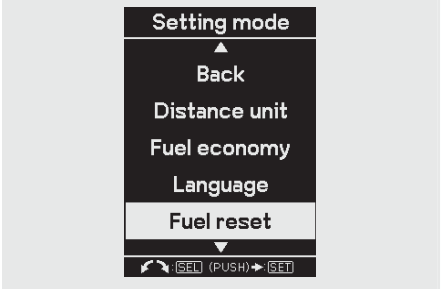 Setting mode
Back
Distance unit
Fuel economy
Language
Fuel reset
:SEL (PUSH)➔:SET